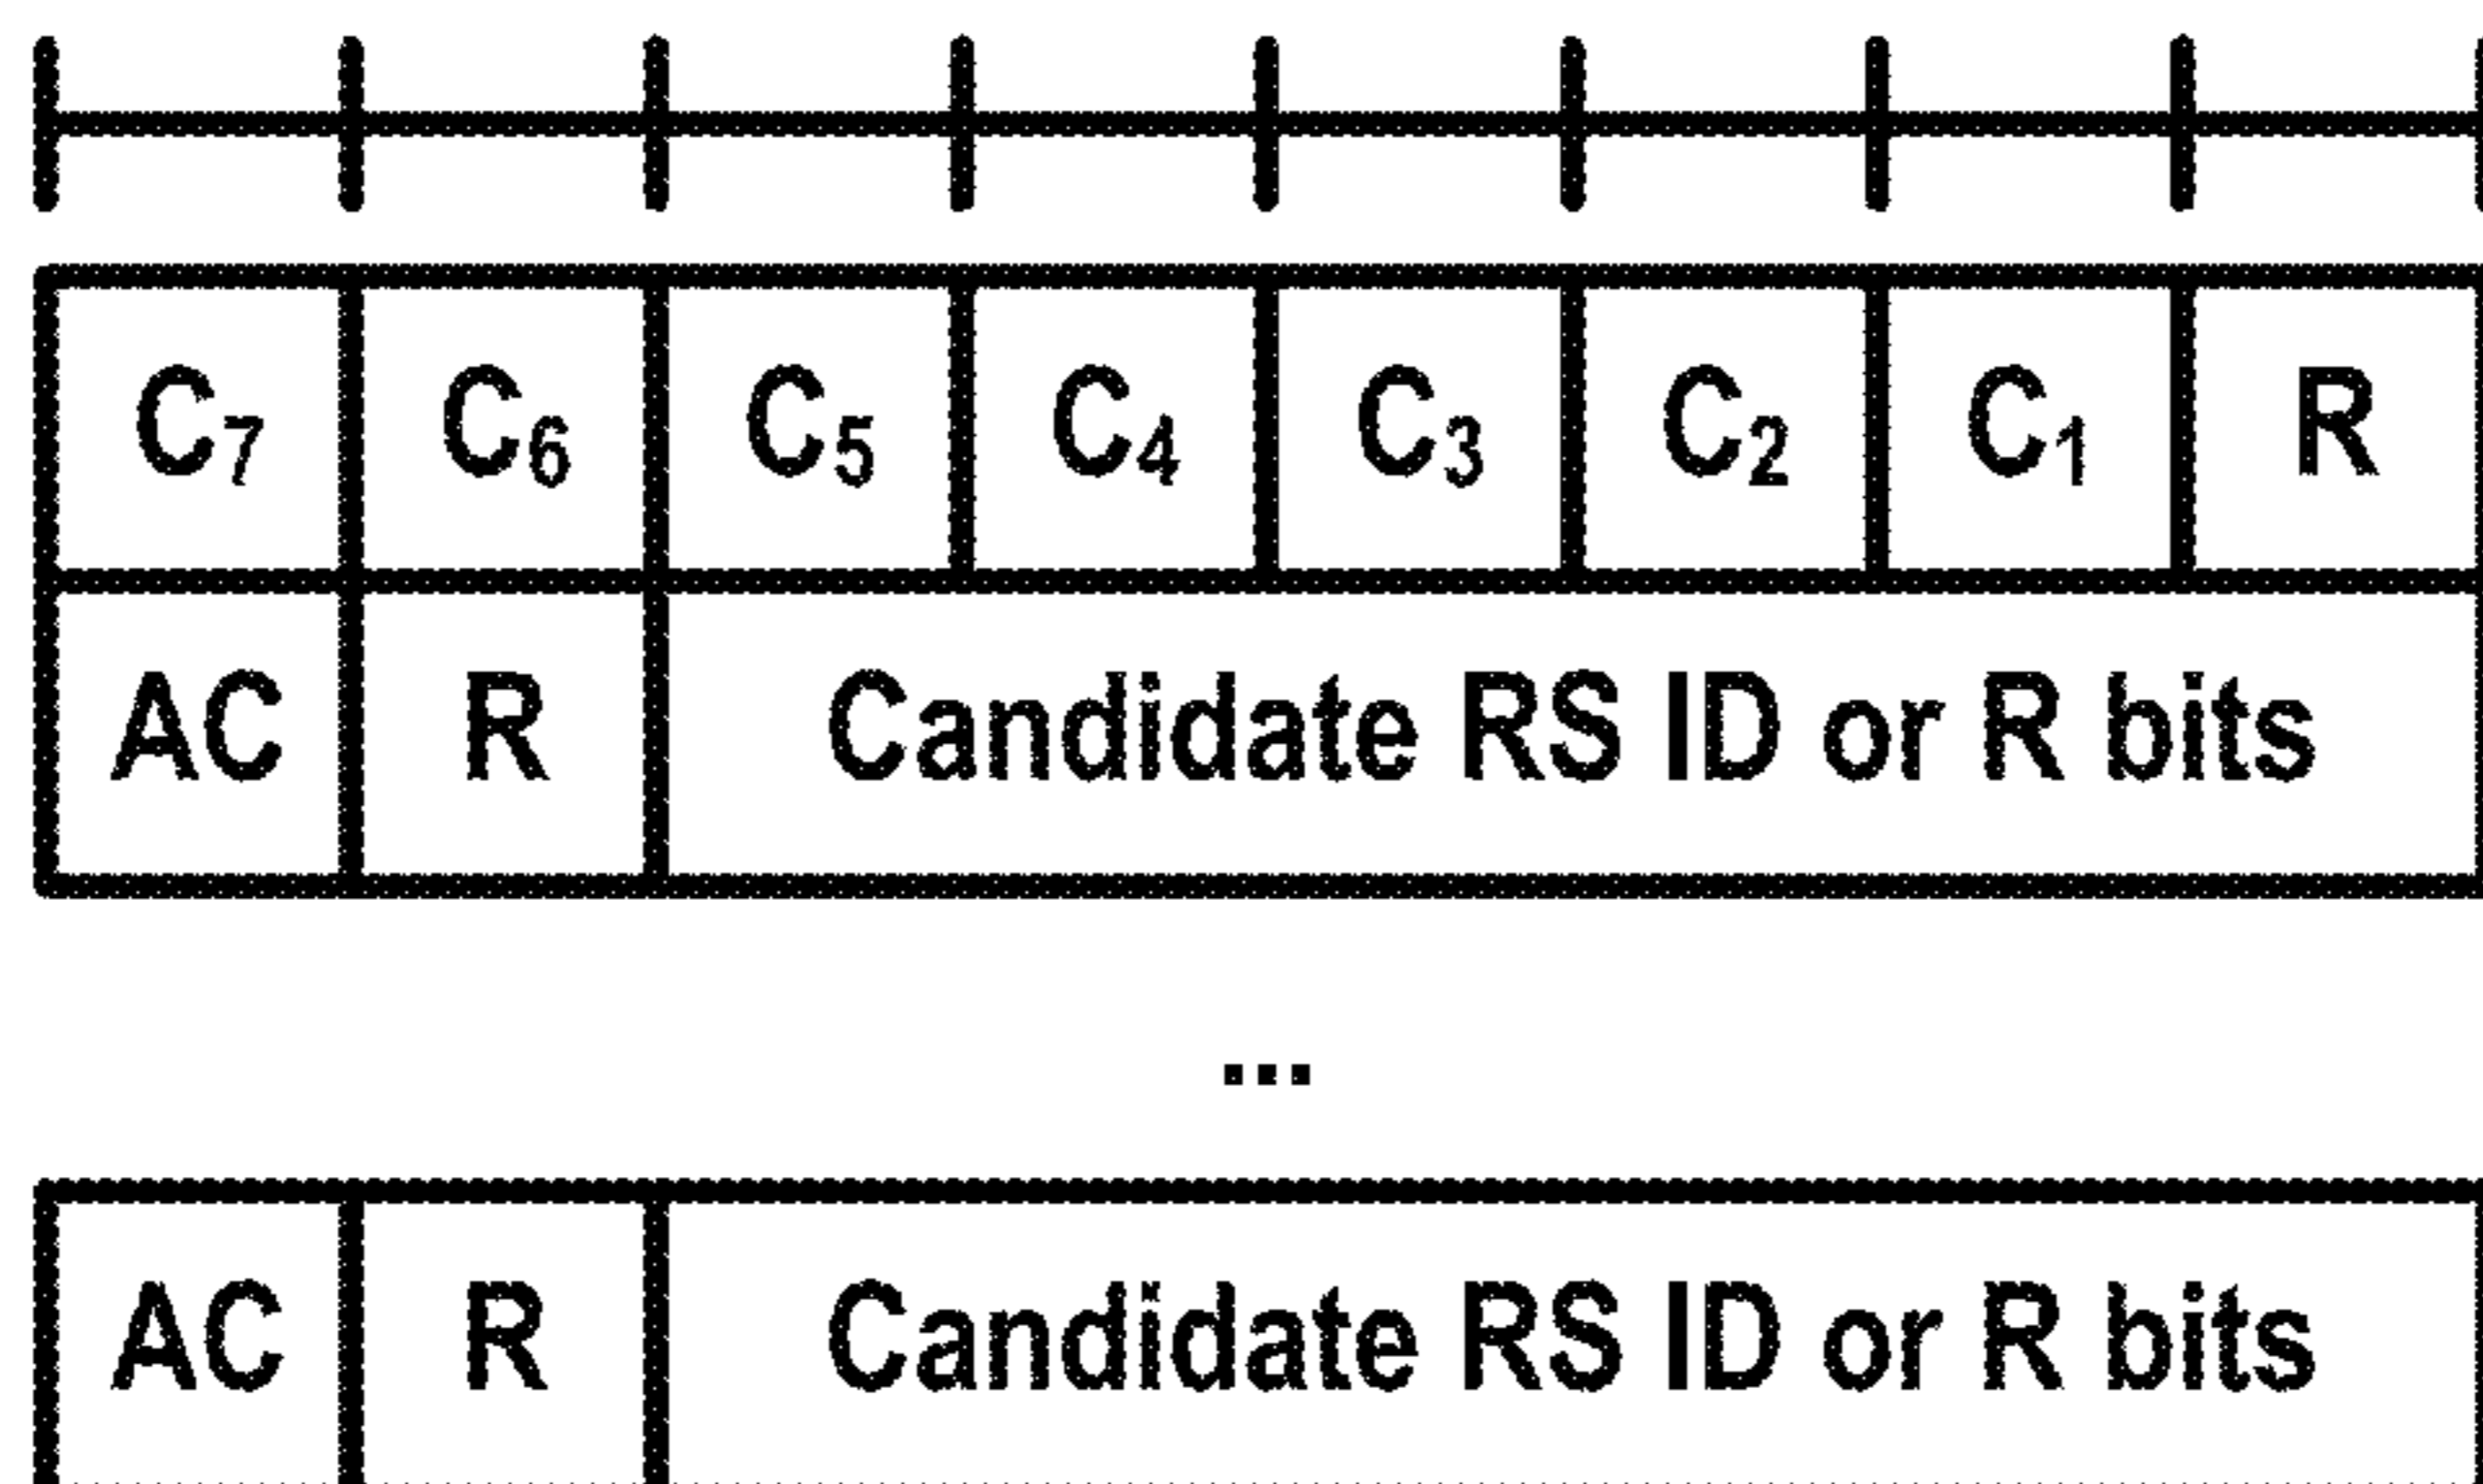 C₇ C₆ C₅ C₄ C₃ C₂ C₁ R
AC R Candidate RS ID or R bits
...
AC R Candidate RS ID or R bits